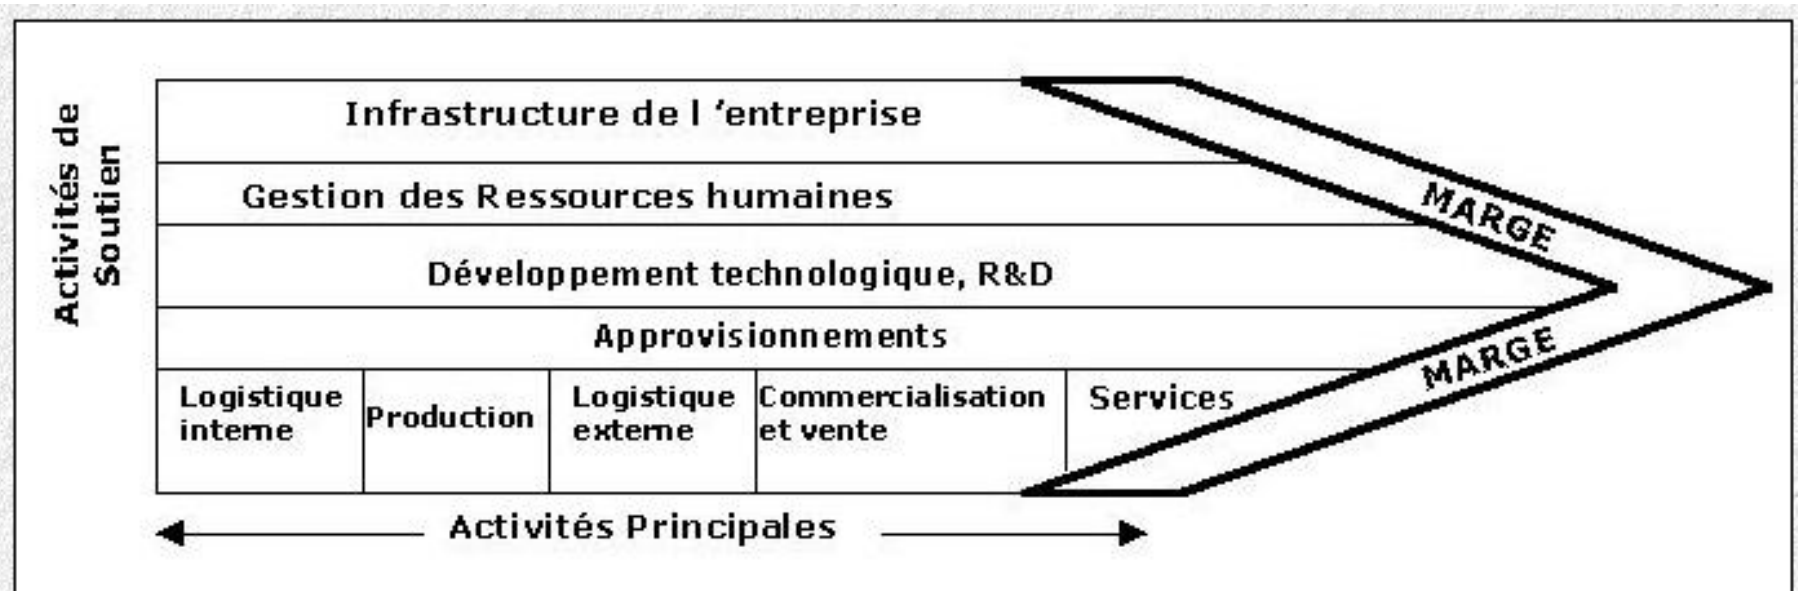 Activités de
Soutien
Infrastructure de l ’entreprise
Gestion des Ressources humaines
Développement technologique, R&D
Approvisionnements
Logistique
interne
Production
Logistique
externe
Commercialisation
et vente
Services
MARGE
MARGE
Activités Principales